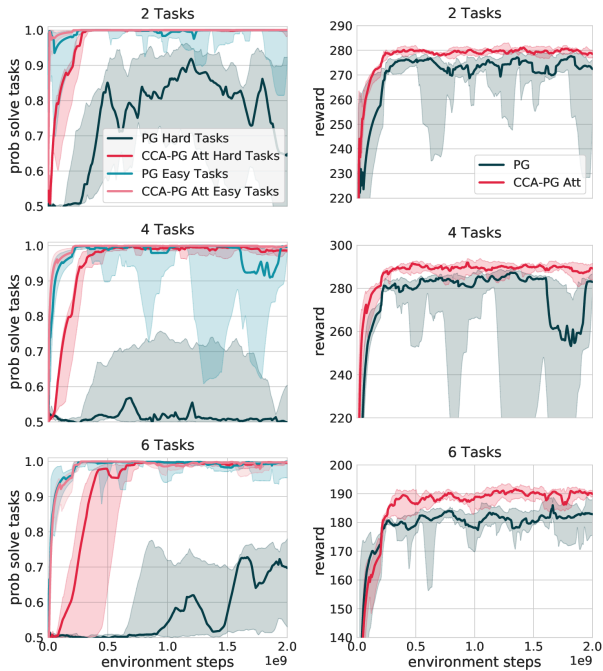 2 Tasks
prob solve tasks
1.0
0.9
0.8
0.7
0.6
0.5
PG Hard Tasks
CCA-PG Att Hard Tasks
PG Easy Tasks
CCA-PG Att Easy Tasks
2 Tasks
reward
290
280
270
260
250
240
230
220
PG
CCA-PG Att
4 Tasks
prob solve tasks
1.0
0.9
0.8
0.7
0.6
0.5
4 Tasks
reward
300
280
260
240
220
6 Tasks
prob solve tasks
1.0
0.9
0.8
0.7
0.6
0.5
0.0 0.5 1.0 1.5 2.0
environment steps 1e9
6 Tasks
reward
200
190
180
170
160
150
140
0.0 0.5 1.0 1.5 2.0
environment steps 1e9